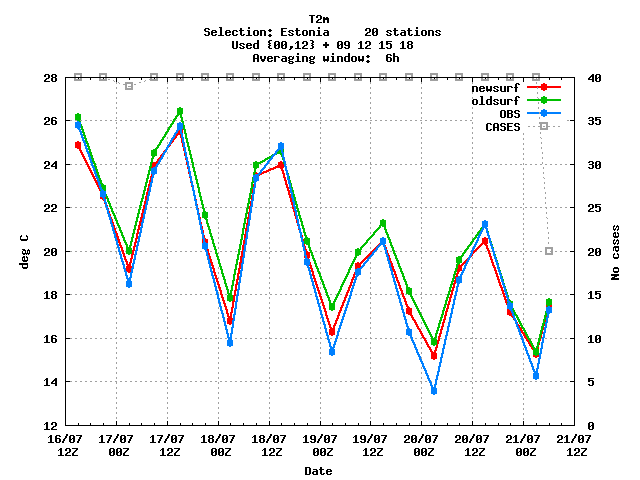 T2m
Selection: Estonia     20 stations
Used {00,12} + 09 12 15 18
Averaging window:  6h
28 40
newsurf
oldsurf
OBS
CASES
26 35
24 30
22 25
deg C
No cases
20 20
18 15
16 10
14 5
12 0
16/07 17/07 17/07 18/07 18/07 19/07 19/07 20/07 20/07 21/07 21/07
12Z 00Z 12Z 00Z 12Z 00Z 12Z 00Z 12Z 00Z 12Z
Date